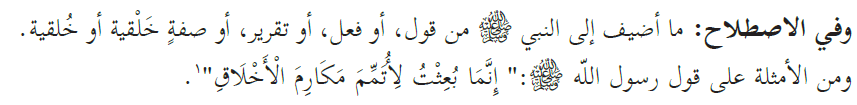 وفي الاصطلاح: ما أضيف إلى النبي ﷺ من قول، أو فعل، أو تقرير، أو صفةٍ خَلْقية أو خُلقية.
ومن الأمثلة على قول رسول اللّه ﷺ:" إِنَّمَا بُعِثْتُ لِأُتَمِّمَ مَكَارِمَ الْأَخْلَاقِ"١.